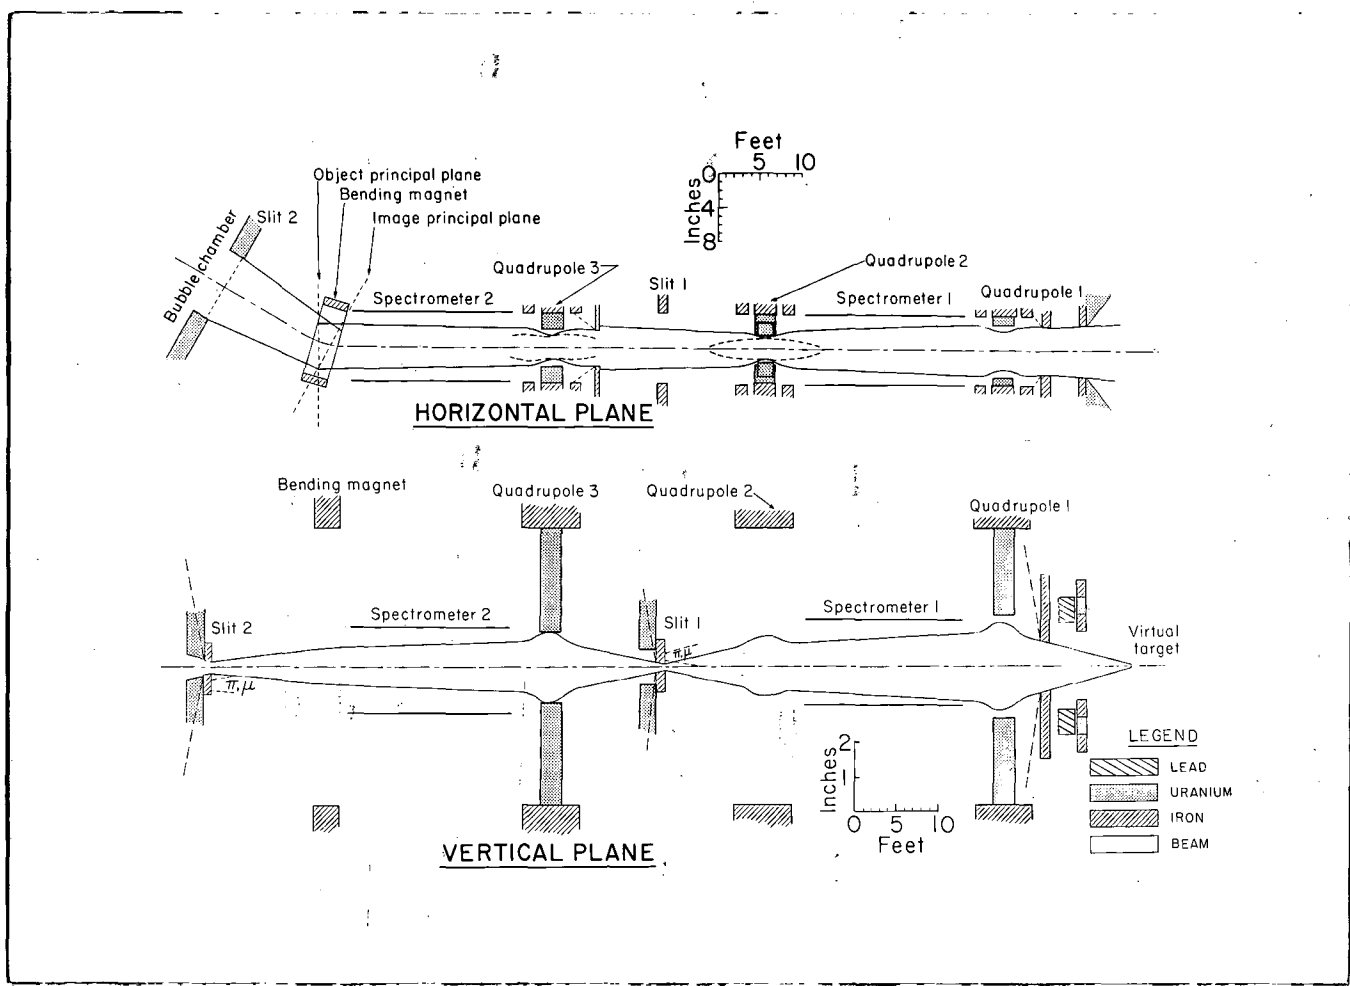 Feet
0 5 10
Inches
4
8
Object principal plane
Bending magnet
Image principal plane
Slit 2
Bubble chamber
Spectrometer 2
Quadrupole 3
Slit 1
Quadrupole 2
Spectrometer 1
Quadrupole 1
HORIZONTAL PLANE
Bending magnet
Quadrupole 3
Quadrupole 2
Quadrupole 1
Slit 2
π,μ
Spectrometer 2
Slit 1
π,μ
Spectrometer 1
Virtual
target
Inches
2
1
0 5 10
Feet
LEGEND
LEAD
URANIUM
IRON
BEAM
VERTICAL PLANE